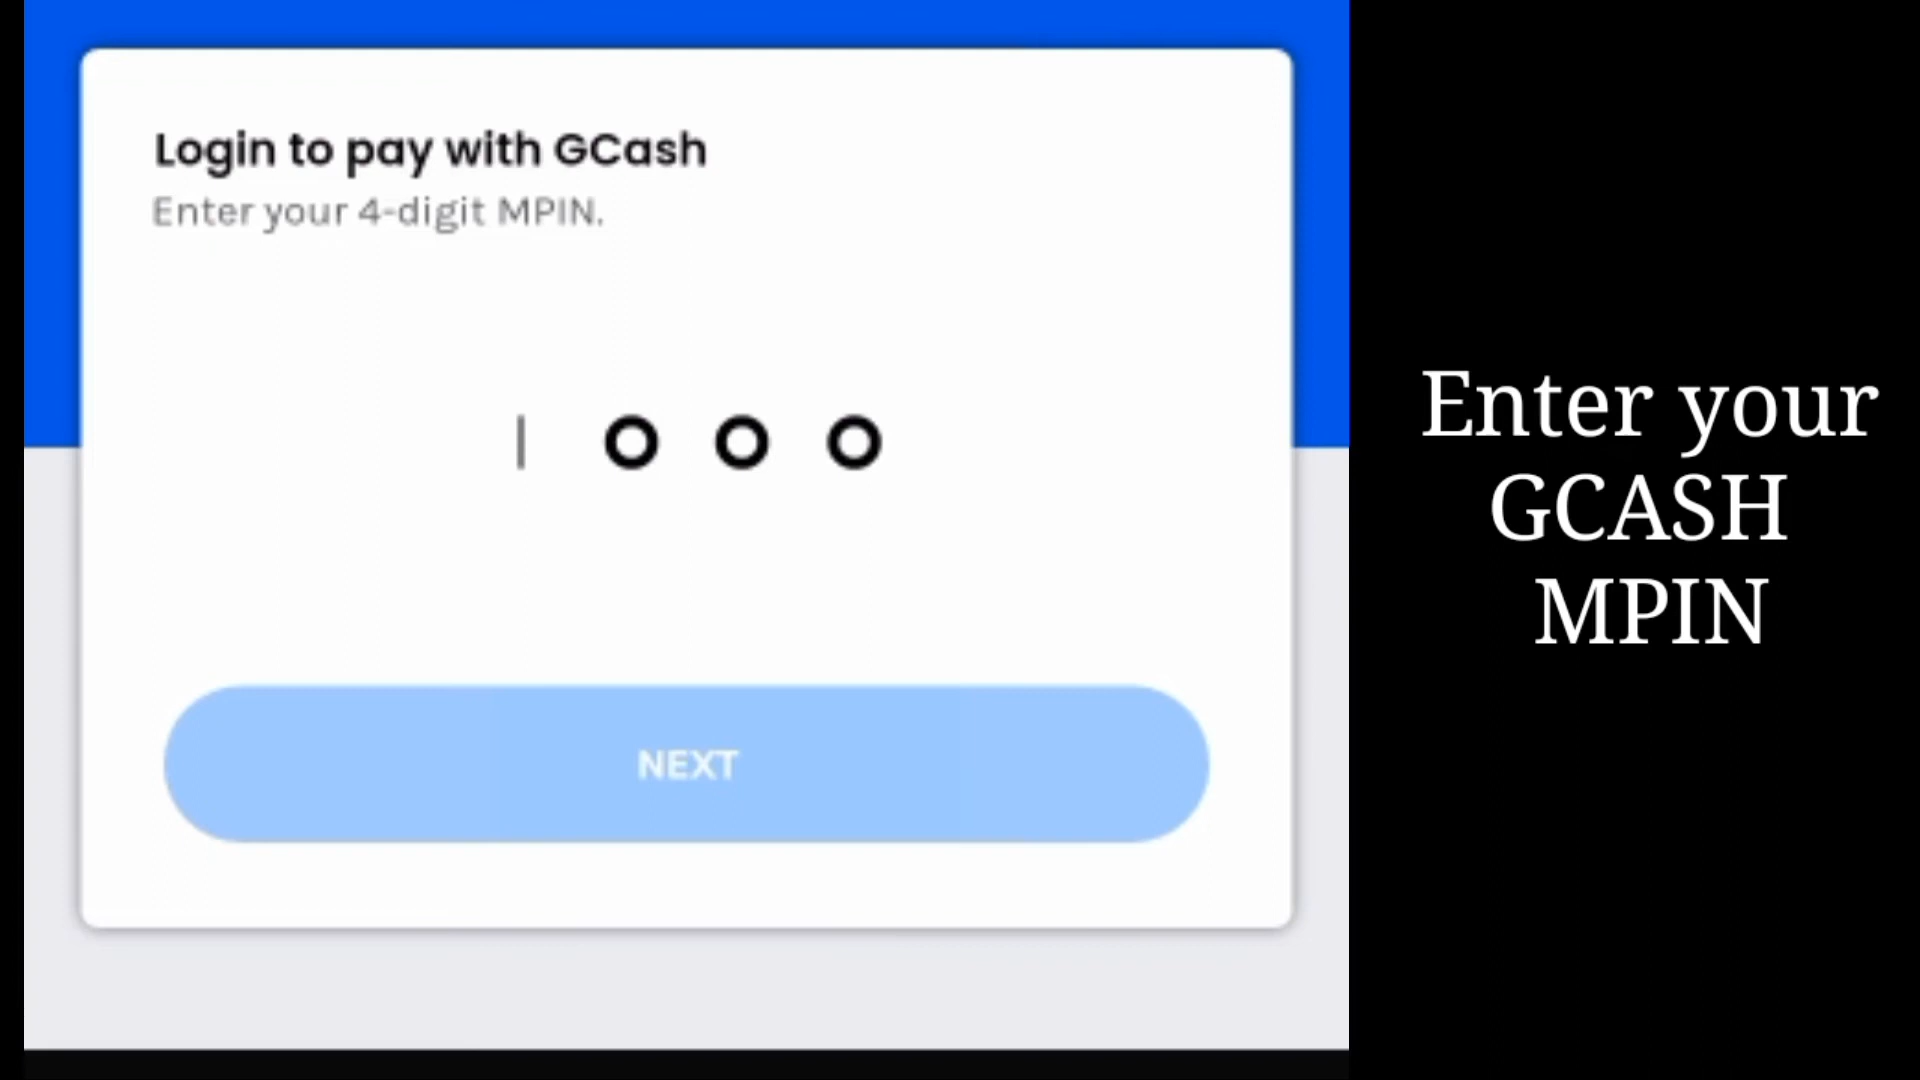 Login to pay with GCash
Enter your 4-digit MPIN.
NEXT
Enter your
GCASH
MPIN